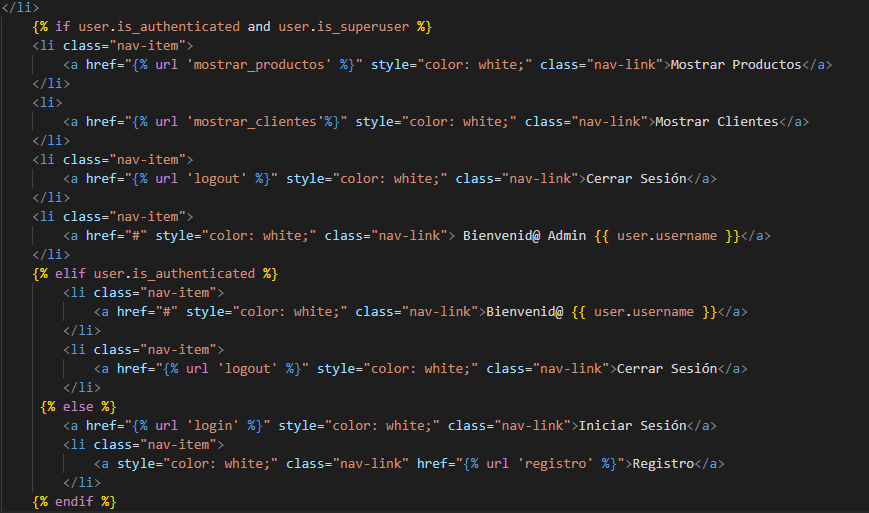 </li>
{% if user.is_authenticated and user.is_superuser %}
<li class="nav-item">
<a href="{% url 'mostrar_productos' %}" style="color: white;" class="nav-link">Mostrar Productos</a>
</li>
<li>
<a href="{% url 'mostrar_clientes'%}" style="color: white;" class="nav-link">Mostrar Clientes</a>
</li>
<li class="nav-item">
<a href="{% url 'logout' %}" style="color: white;" class="nav-link">Cerrar Sesión</a>
</li>
<li class="nav-item">
<a href="#" style="color: white;" class="nav-link"> Bienvenid@ Admin {{ user.username }}</a>
</li>
{% elif user.is_authenticated %}
<li class="nav-item">
<a href="#" style="color: white;" class="nav-link">Bienvenid@ {{ user.username }}</a>
</li>
<li class="nav-item">
<a href="{% url 'logout' %}" style="color: white;" class="nav-link">Cerrar Sesión</a>
</li>
{% else %}
<a href="{% url 'login' %}" style="color: white;" class="nav-link">Iniciar Sesión</a>
<li class="nav-item">
<a style="color: white;" class="nav-link" href="{% url 'registro' %}">Registro</a>
</li>
{% endif %}